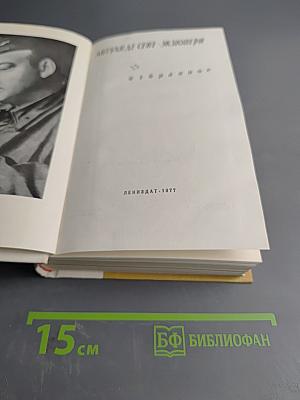 АНТУАН ДЕ СЕНТ-ЭКЗЮПЕРИ
избранное
ЛЕНИЗДАТ·1977
15 см
БФ БИБЛИОФАН